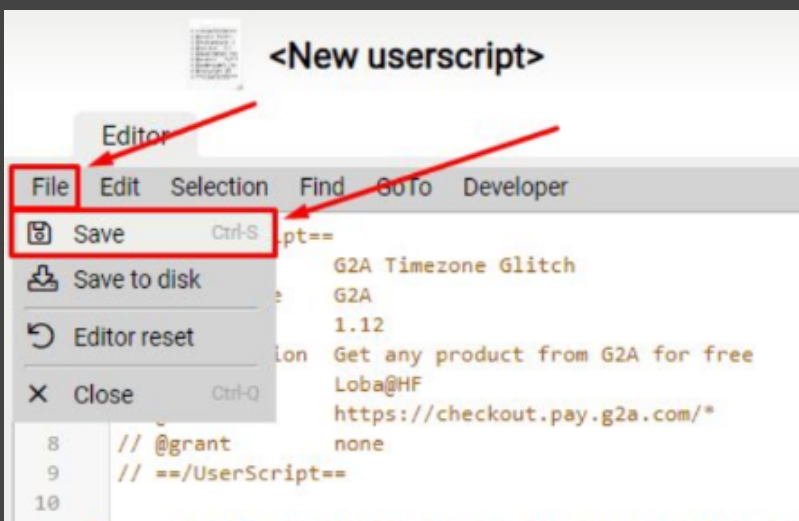 <New userscript>
Editor
File Edit Selection Find GoTo Developer
Save Ctrl-S
Save to disk
Editor reset
Close Ctrl-Q
pt==
G2A Timezone Glitch
e G2A
1.12
ion Get any product from G2A for free
Loba@HF
https://checkout.pay.g2a.com/*
8 // @grant none
9 // ==/UserScript==
10